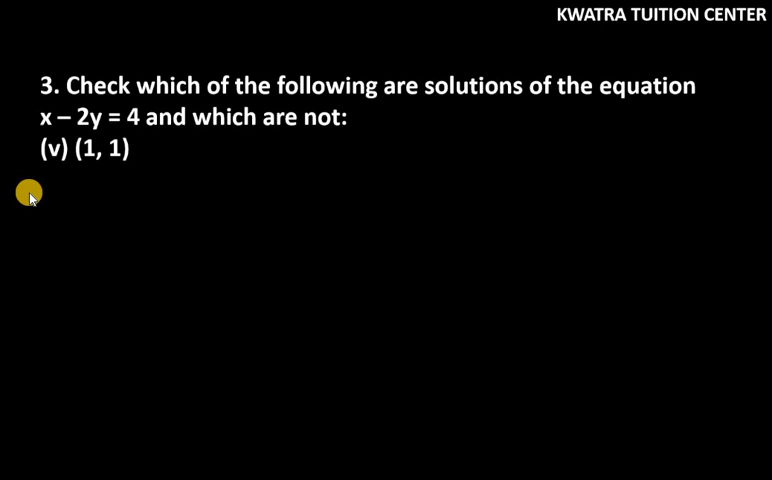 KWATRA TUITION CENTER
3. Check which of the following are solutions of the equation
x – 2y = 4 and which are not:
(v) (1, 1)